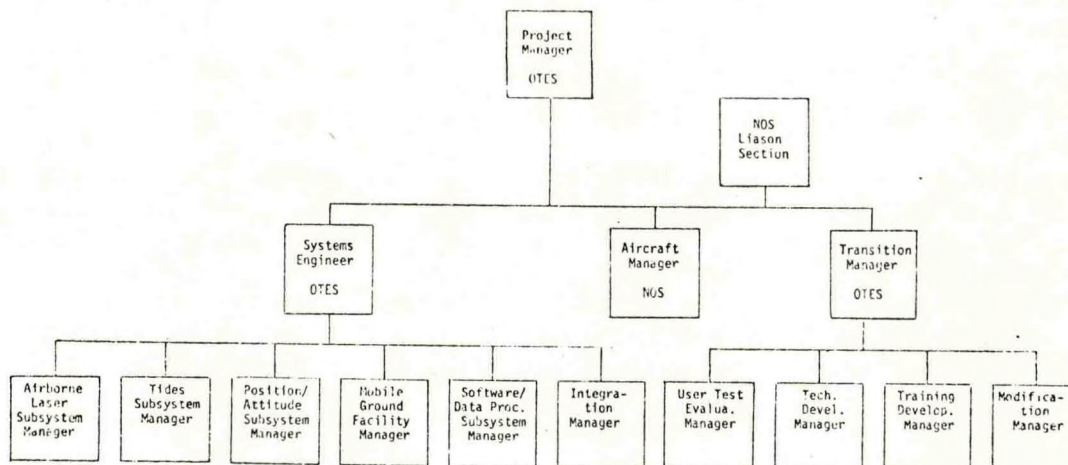 Project
Manager
OTES
NOS
Liason
Section
Systems
Engineer
OTES
Aircraft
Manager
NOS
Transition
Manager
OTES
Airborne
Laser
Subsystem
Manager
Tides
Subsystem
Manager
Position/
Attitude
Subsystem
Manager
Mobile
Ground
Facility
Manager
Software/
Data Proc.
Subsystem
Manager
Integra-
tion
Manager
User Test
Evalua.
Manager
Tech.
Devel.
Manager
Training
Develop.
Manager
Modifica-
tion
Manager